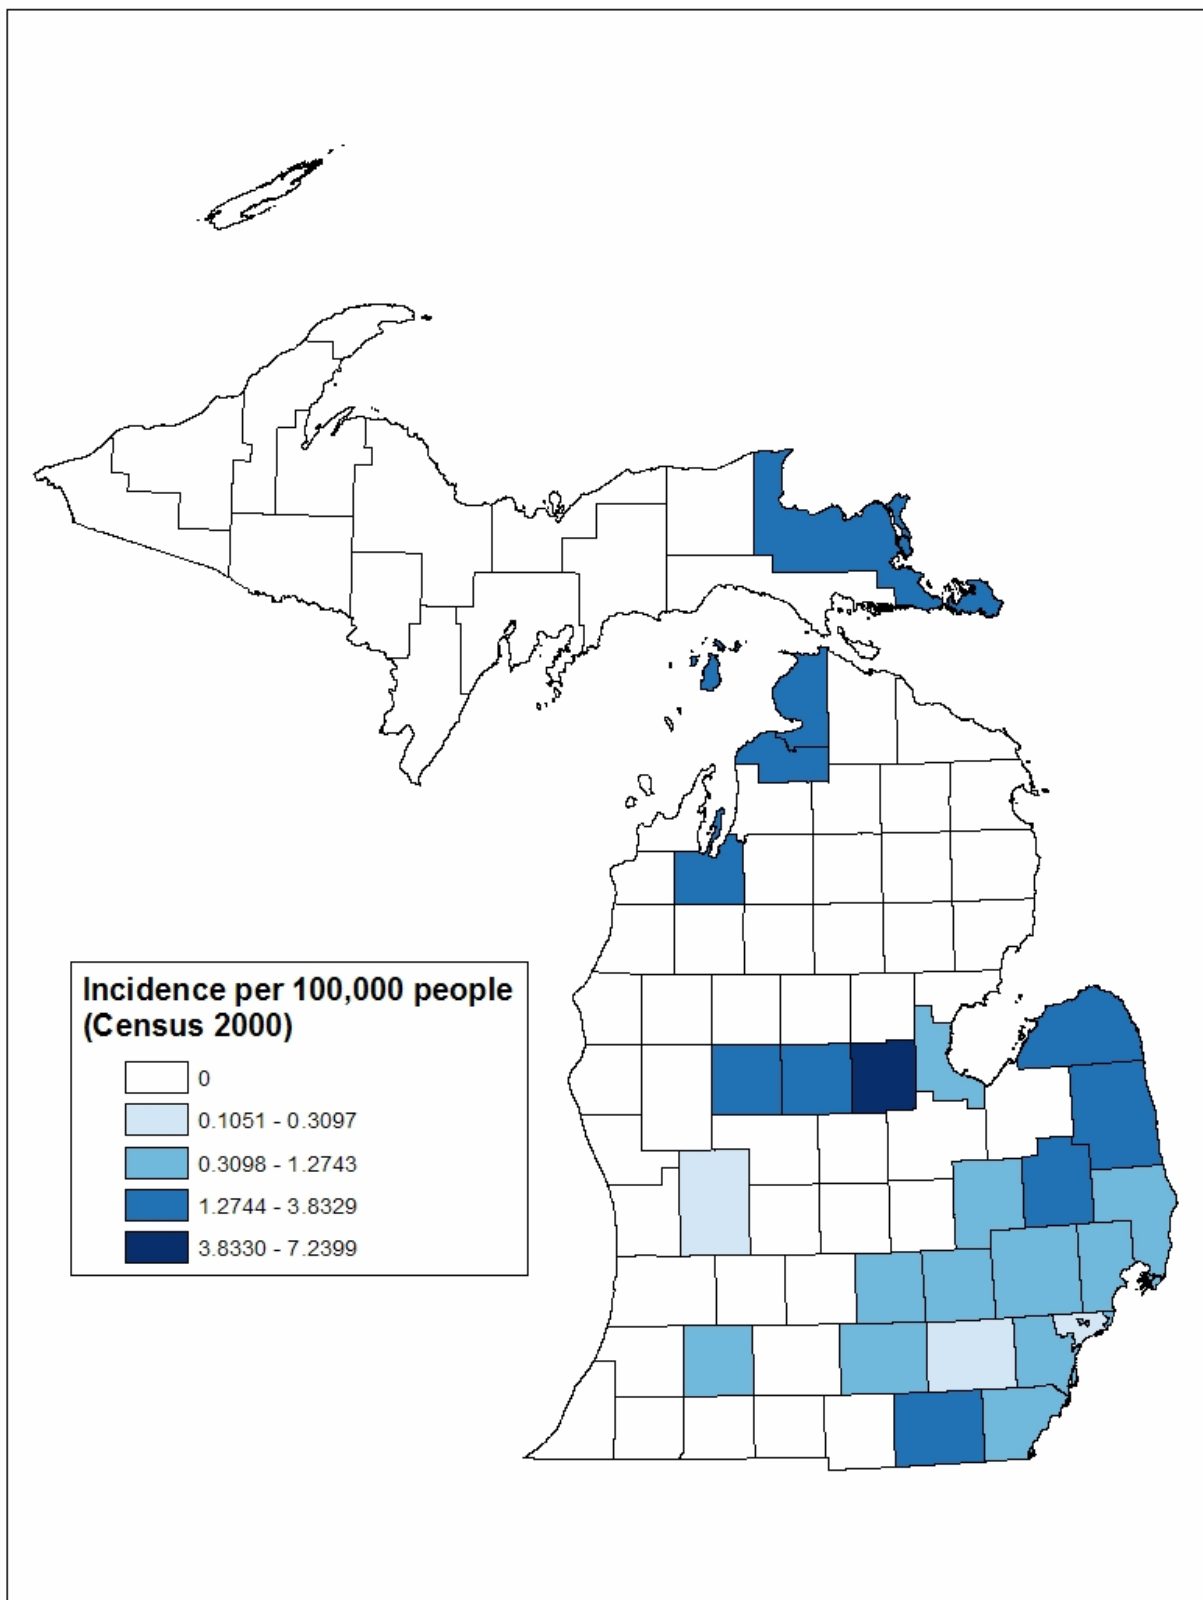 Incidence per 100,000 people
(Census 2000)
0
0.1051 - 0.3097
0.3098 - 1.2743
1.2744 - 3.8329
3.8330 - 7.2399